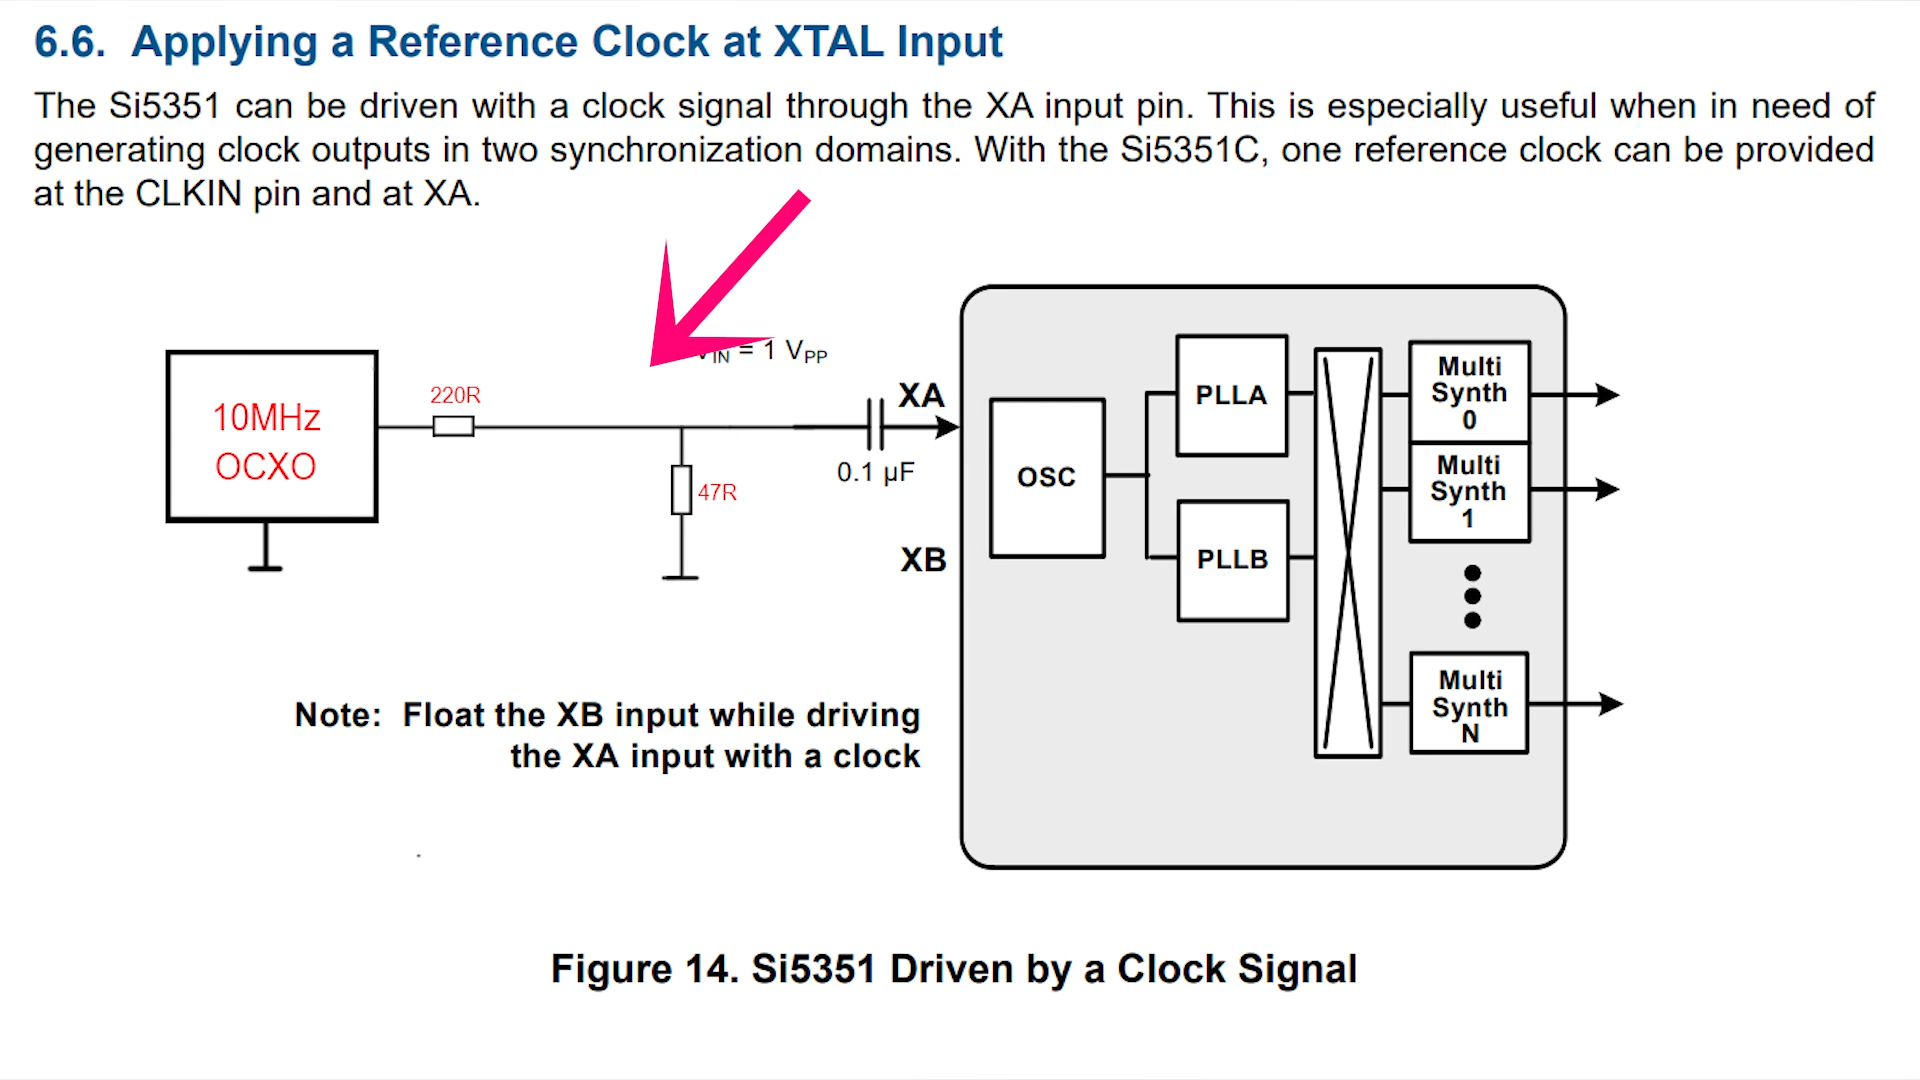 6.6. Applying a Reference Clock at XTAL Input
The Si5351 can be driven with a clock signal through the XA input pin. This is especially useful when in need of
generating clock outputs in two synchronization domains. With the Si5351C, one reference clock can be provided
at the CLKIN pin and at XA.
VIN = 1 VPP
10MHz
OCXO
220R
47R
0.1 µF
XA
XB
OSC
PLLA
PLLB
Multi
Synth
0
Multi
Synth
1
Multi
Synth
N
Note: Float the XB input while driving
the XA input with a clock
Figure 14. Si5351 Driven by a Clock Signal